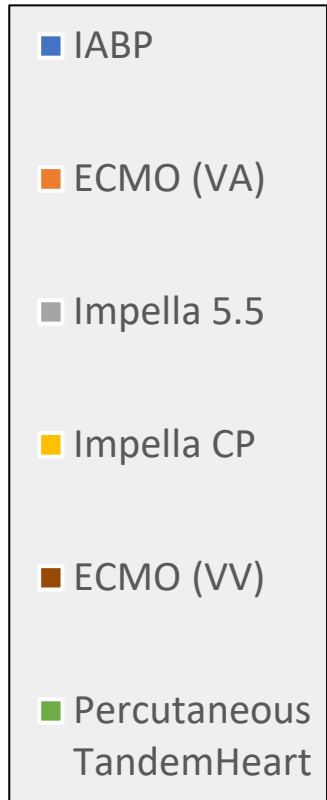 IABP
ECMO (VA)
Impella 5.5
Impella CP
ECMO (VV)
Percutaneous
TandemHeart